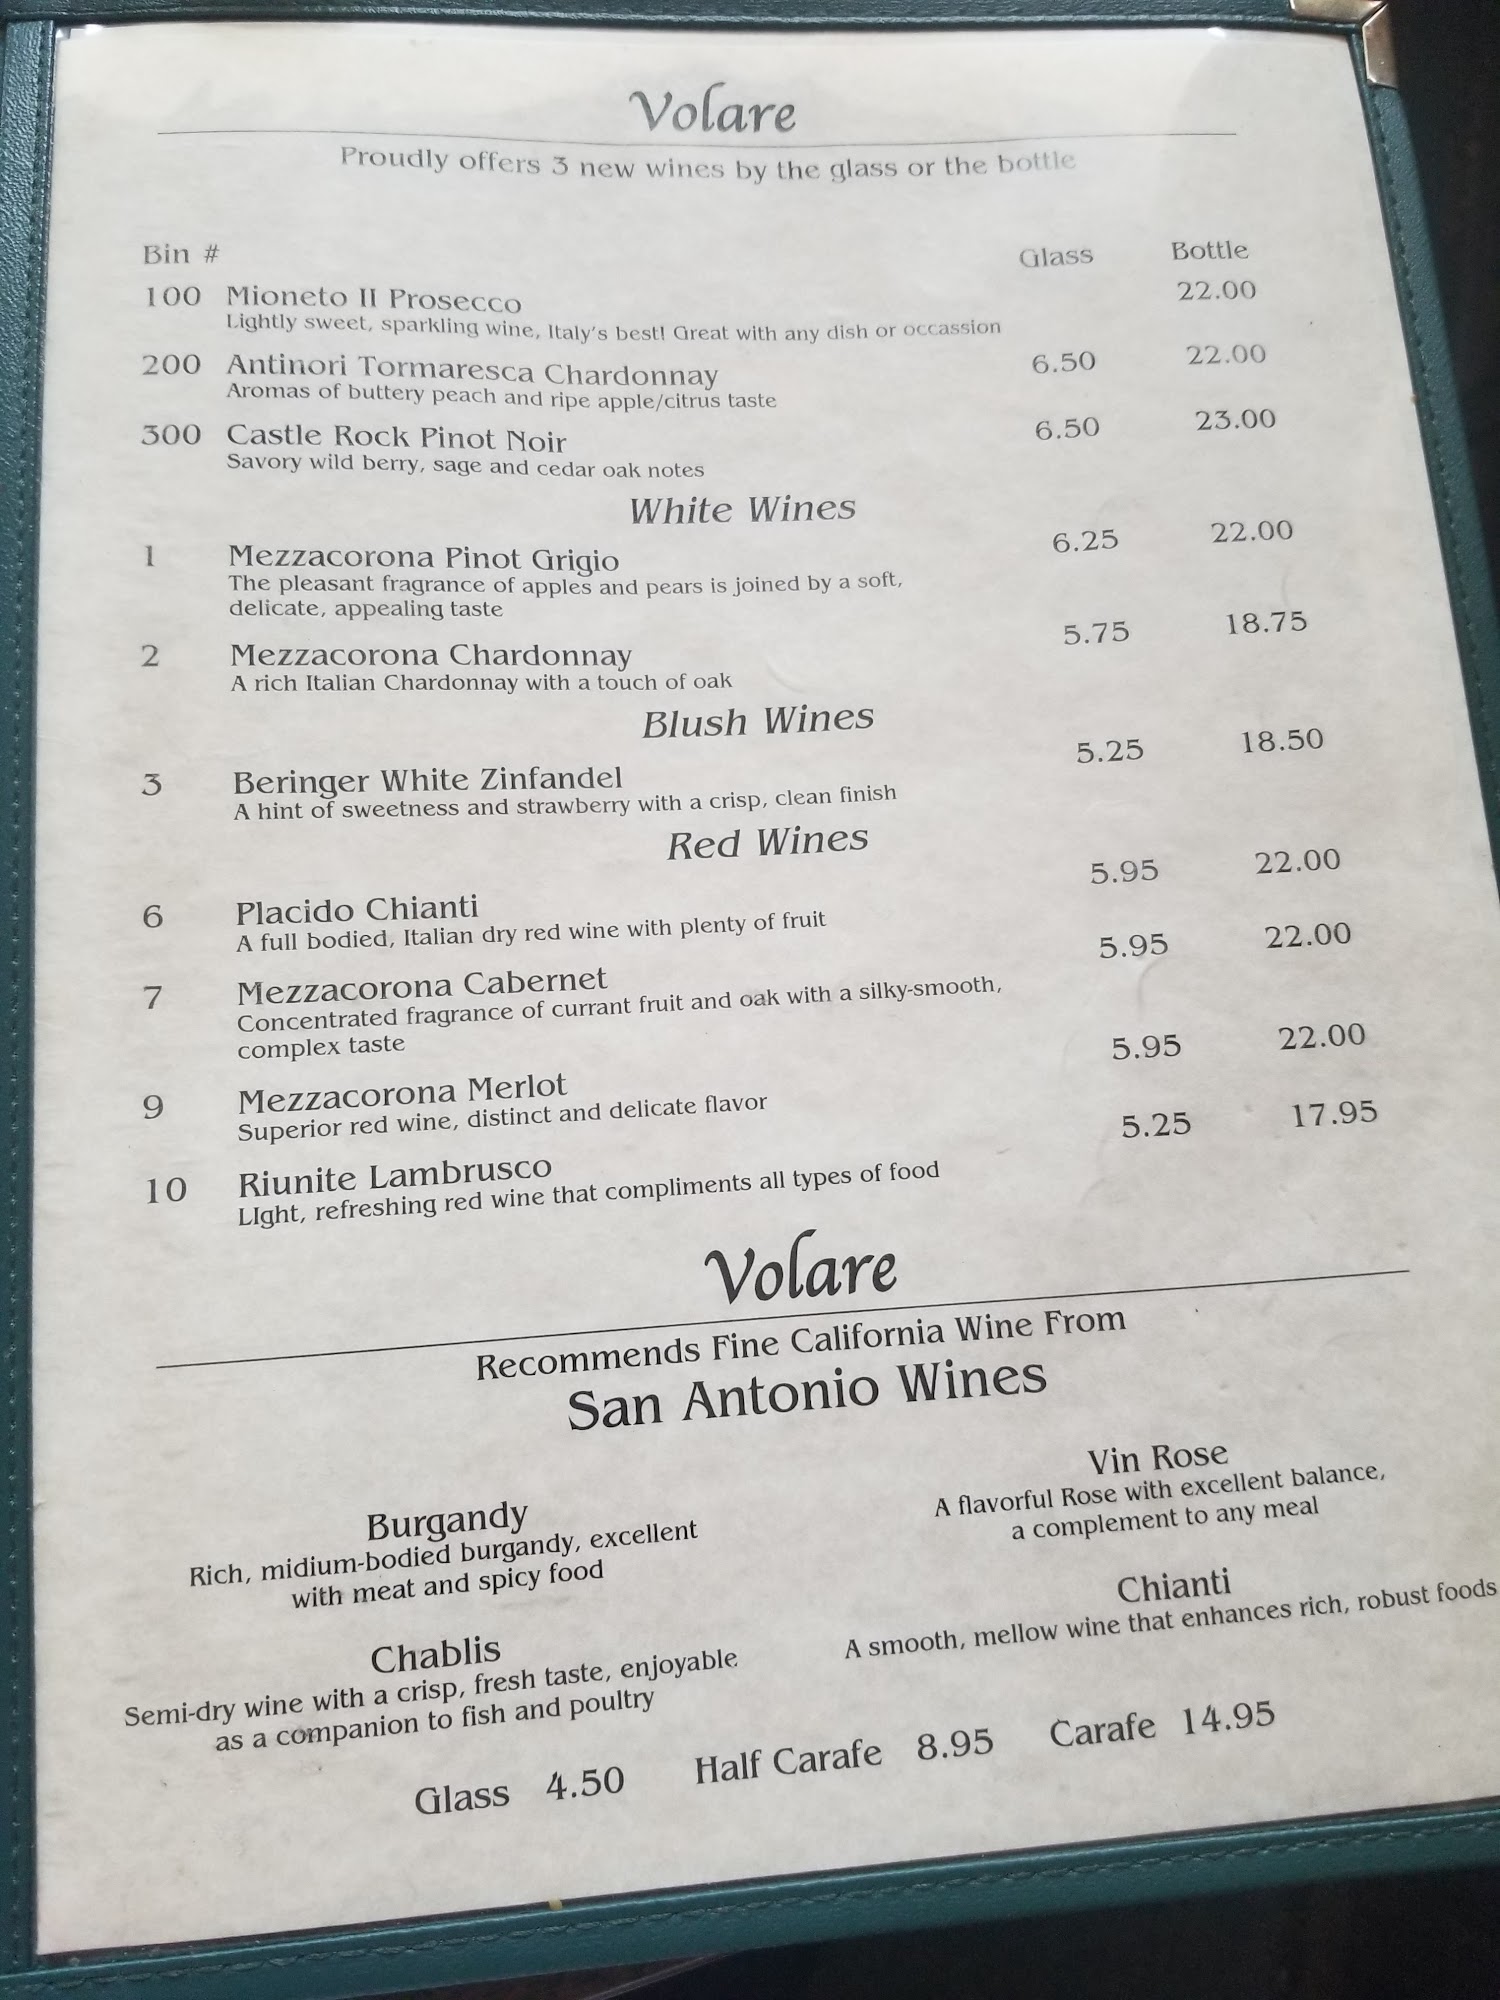 Volare
Proudly offers 3 new wines by the glass or the bottle
Bin # Glass Bottle
100 Mioneto Il Prosecco 22.00
Lightly sweet, sparkling wine, Italy's best! Great with any dish or occassion
200 Antinori Tormaresca Chardonnay 6.50 22.00
Aromas of buttery peach and ripe apple/citrus taste
300 Castle Rock Pinot Noir 6.50 23.00
Savory wild berry, sage and cedar oak notes
White Wines
1 Mezzacorona Pinot Grigio 6.25 22.00
The pleasant fragrance of apples and pears is joined by a soft,
delicate, appealing taste
2 Mezzacorona Chardonnay 5.75 18.75
A rich Italian Chardonnay with a touch of oak
Blush Wines
3 Beringer White Zinfandel 5.25 18.50
A hint of sweetness and strawberry with a crisp, clean finish
Red Wines
6 Placido Chianti 5.95 22.00
A full bodied, Italian dry red wine with plenty of fruit
7 Mezzacorona Cabernet 5.95 22.00
Concentrated fragrance of currant fruit and oak with a silky-smooth,
complex taste
9 Mezzacorona Merlot 5.95 22.00
Superior red wine, distinct and delicate flavor
10 Riunite Lambrusco 5.25 17.95
LIght, refreshing red wine that compliments all types of food
Volare
Recommends Fine California Wine From
San Antonio Wines
Burgandy
Rich, midium-bodied burgandy, excellent
with meat and spicy food
Vin Rose
A flavorful Rose with excellent balance,
a complement to any meal
Chablis
Semi-dry wine with a crisp, fresh taste, enjoyable
as a companion to fish and poultry
Chianti
A smooth, mellow wine that enhances rich, robust foods
Glass 4.50 Half Carafe 8.95 Carafe 14.95